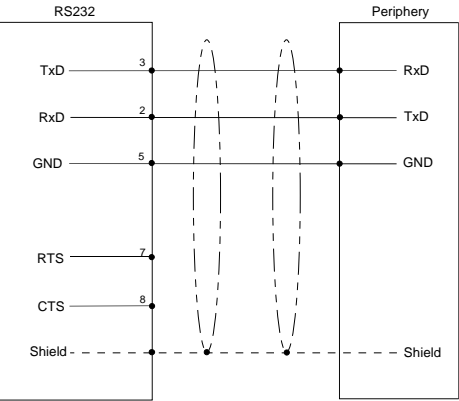 RS232 Periphery
TxD 3 RxD
RxD 2 TxD
GND 5 GND
RTS 7
CTS 8
Shield Shield